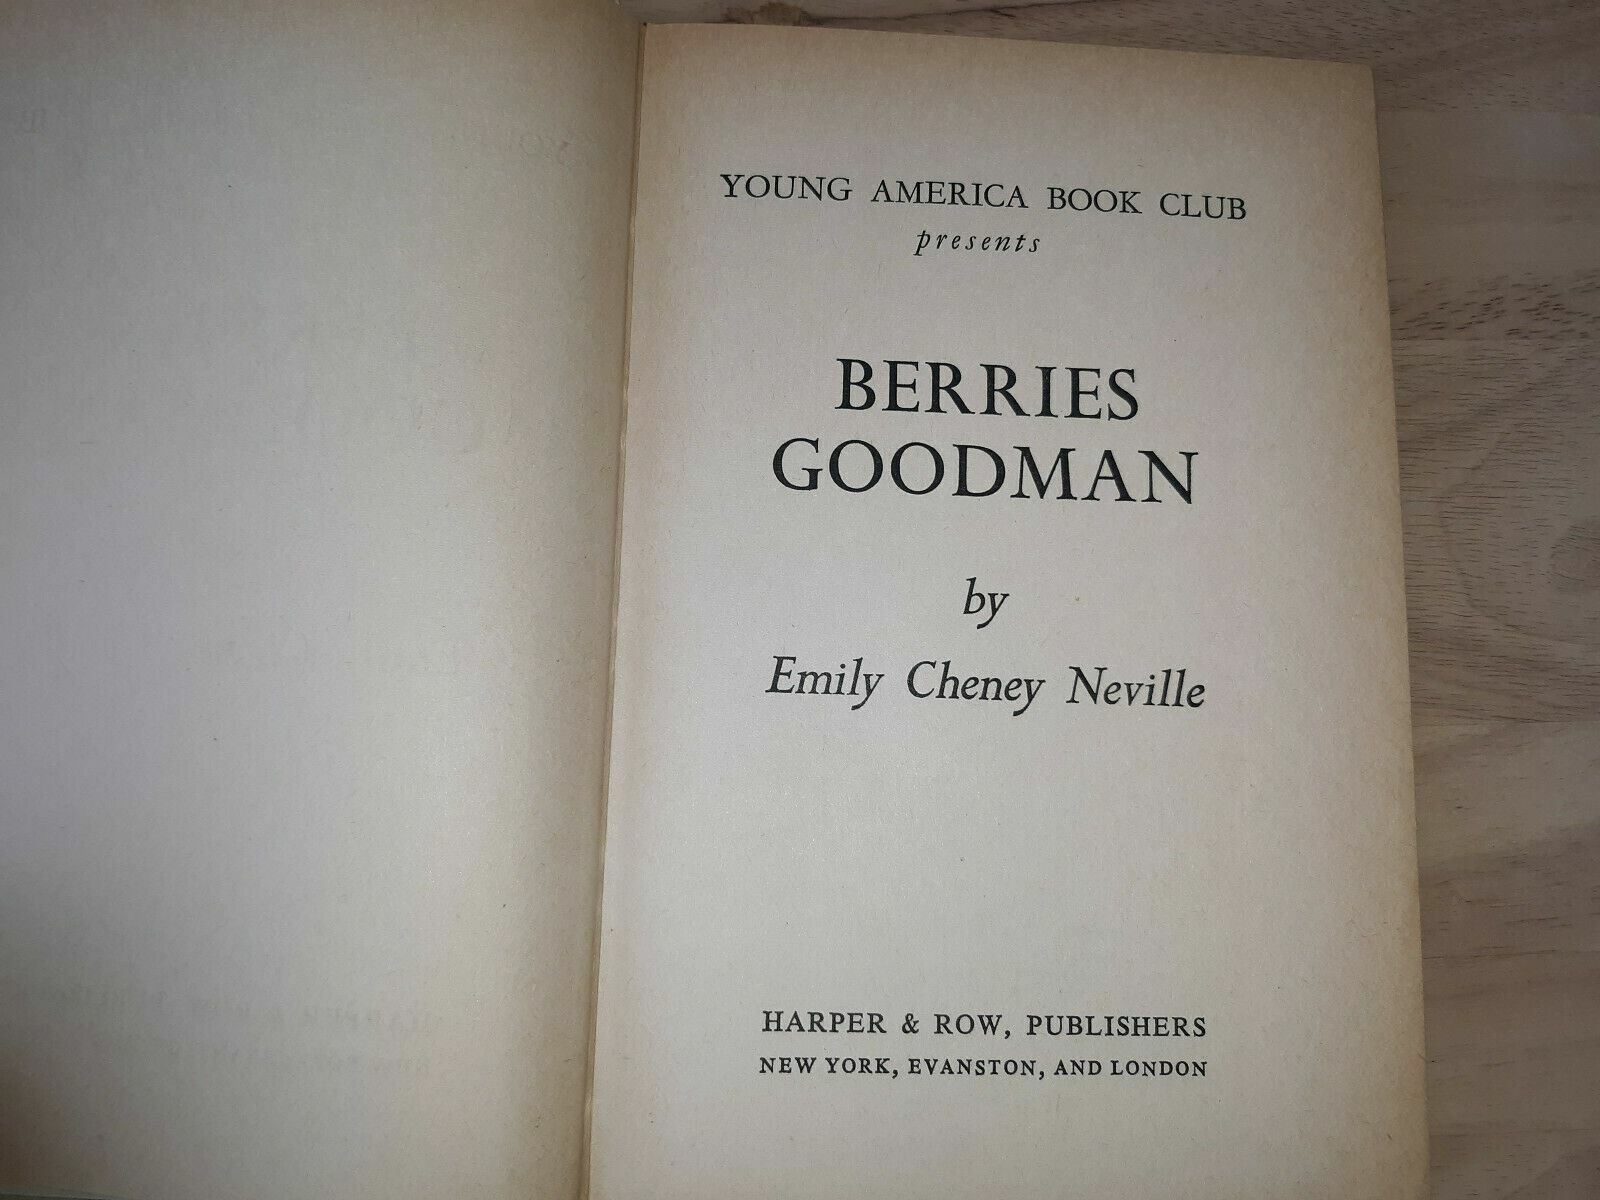 YOUNG AMERICA BOOK CLUB
presents
BERRIES
GOODMAN
by
Emily Cheney Neville
HARPER & ROW, PUBLISHERS
NEW YORK, EVANSTON, AND LONDON